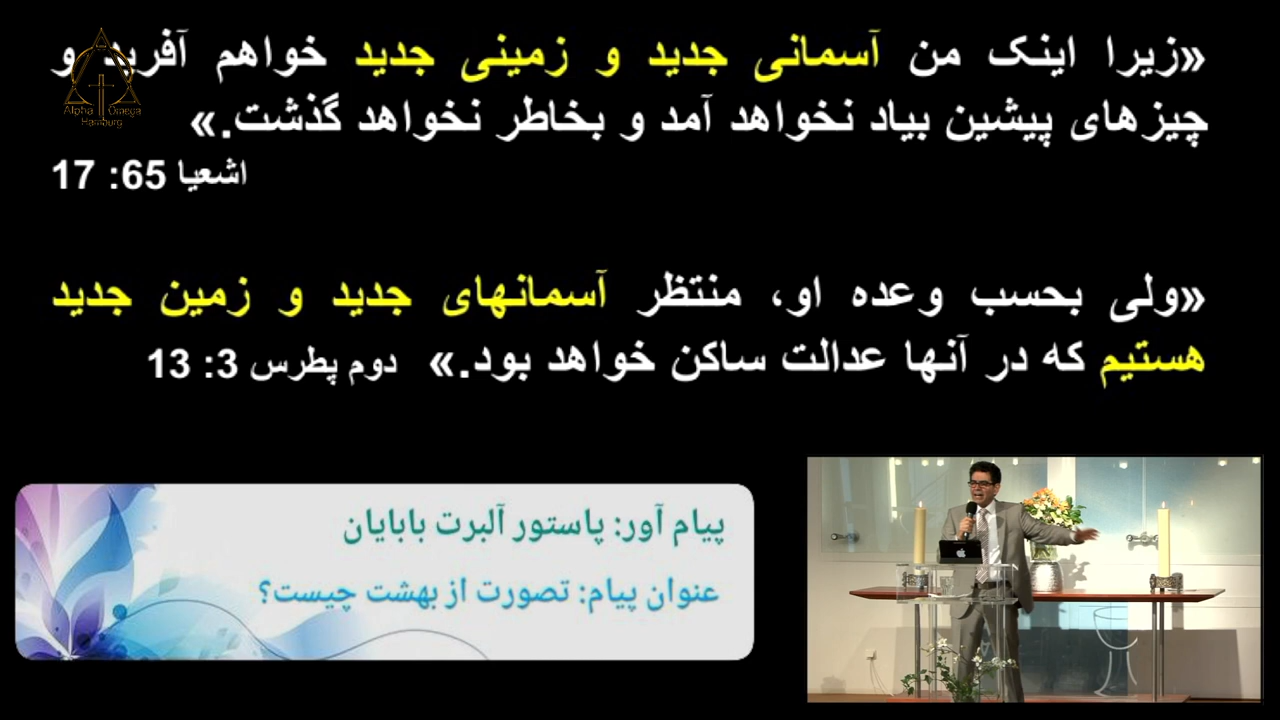 «زیرا اینک من آسمانی جدید و زمینی جدید خواهم آفرید و
چیزهای پیشین بیاد نخواهد آمد و بخاطر نخواهد گذشت.»
اشعیا 65: 17
«ولی بحسب وعده او، منتظر آسمانهای جدید و زمین جدید
هستیم که در آنها عدالت ساکن خواهد بود.» دوم پطرس 3: 13
پیام آور: پاستور آلبرت بابایان
عنوان پیام: تصورت از بهشت چیست؟
Alpha Omega
Hamburg